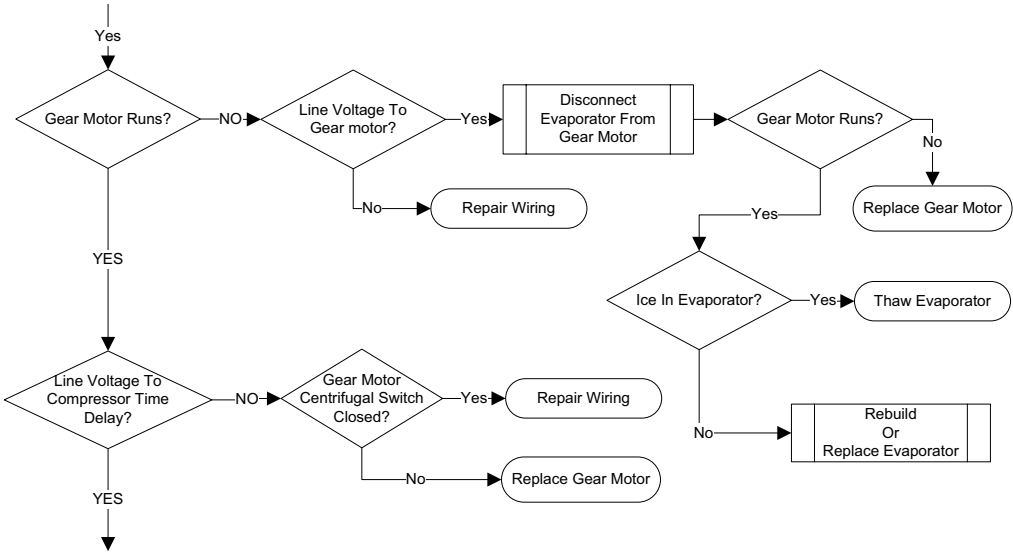 Yes
Gear Motor Runs?
NO
Line Voltage To
Gear motor?
Yes
Disconnect
Evaporator From
Gear Motor
Gear Motor Runs?
No
Replace Gear Motor
No
Repair Wiring
Yes
YES
Ice In Evaporator?
Yes
Thaw Evaporator
Line Voltage To
Compressor Time
Delay?
NO
Gear Motor
Centrifugal Switch
Closed?
Yes
Repair Wiring
No
Rebuild
Or
Replace Evaporator
No
Replace Gear Motor
YES